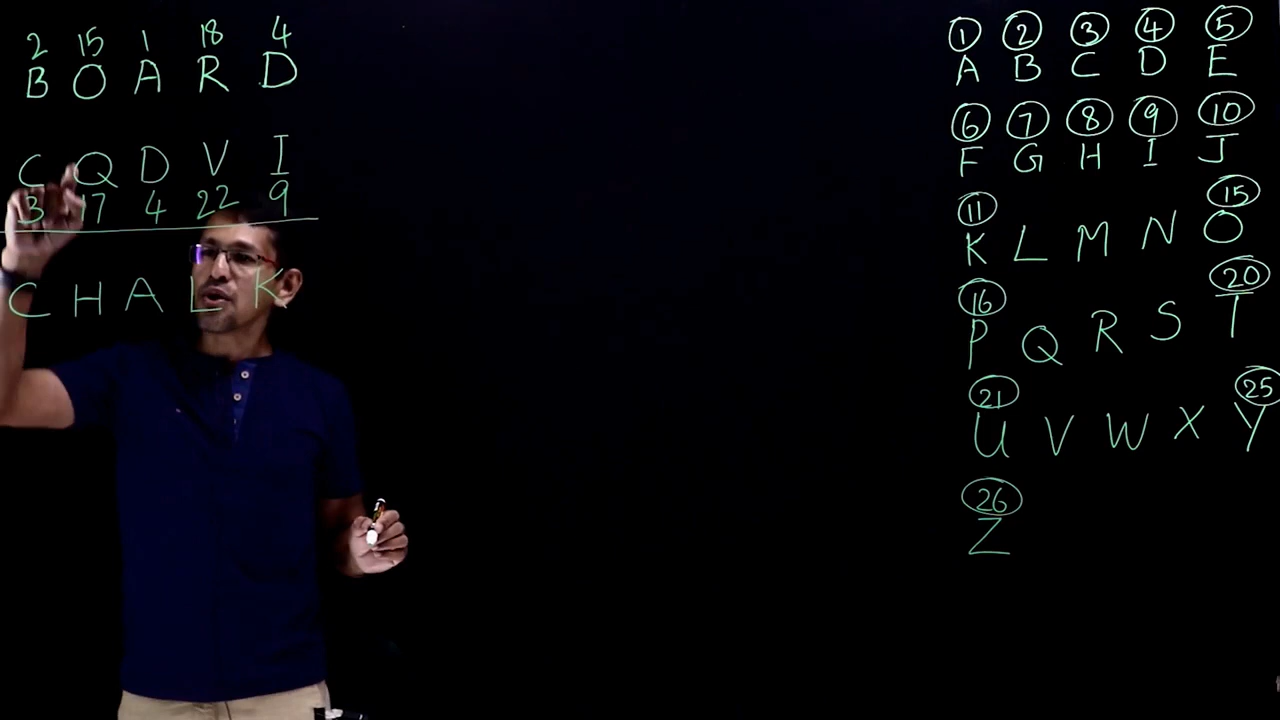 2 15 1 18 4
B O A R D
C Q D V I
3 17 4 22 9
C H A L K
1 2 3 4 5
A B C D E
6 7 8 9 10
F G H I J
11 15
K L M N O
16 20
P Q R S T
21 25
U V W X Y
26
Z